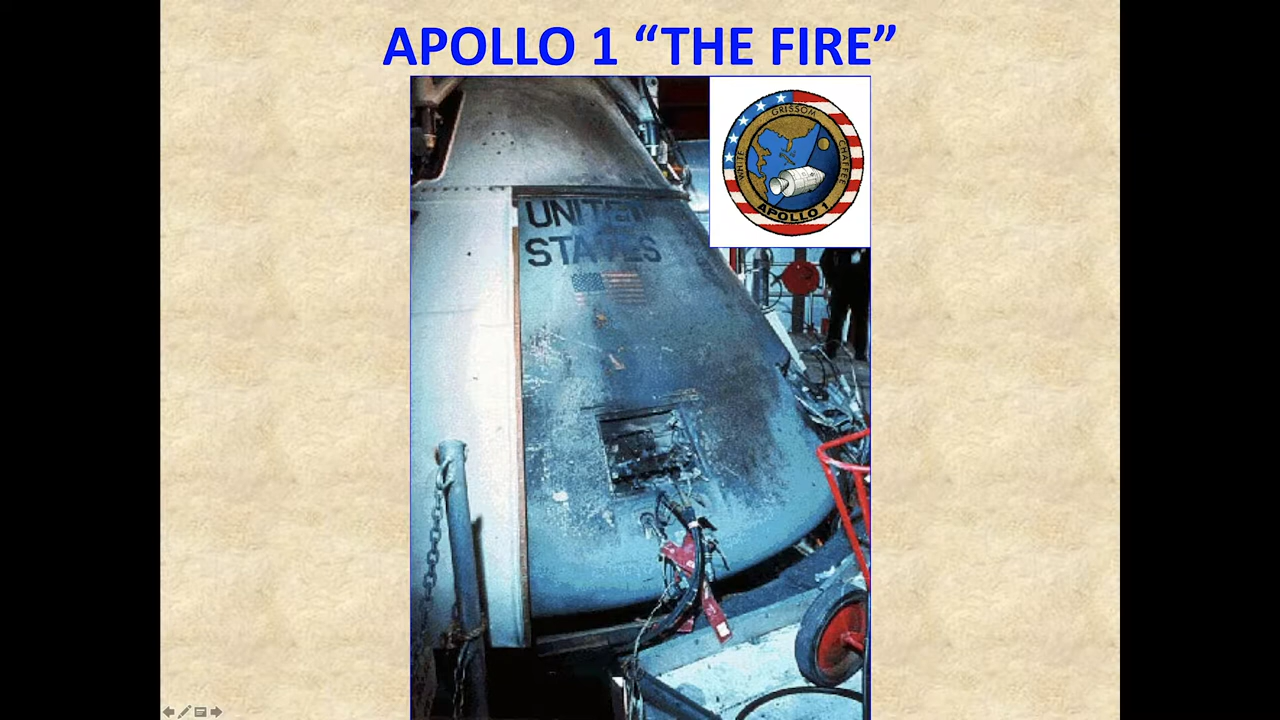 APOLLO 1 “THE FIRE”
GRISSOM
WHITE
CHAFFEE
APOLLO 1
UNITED
STATES